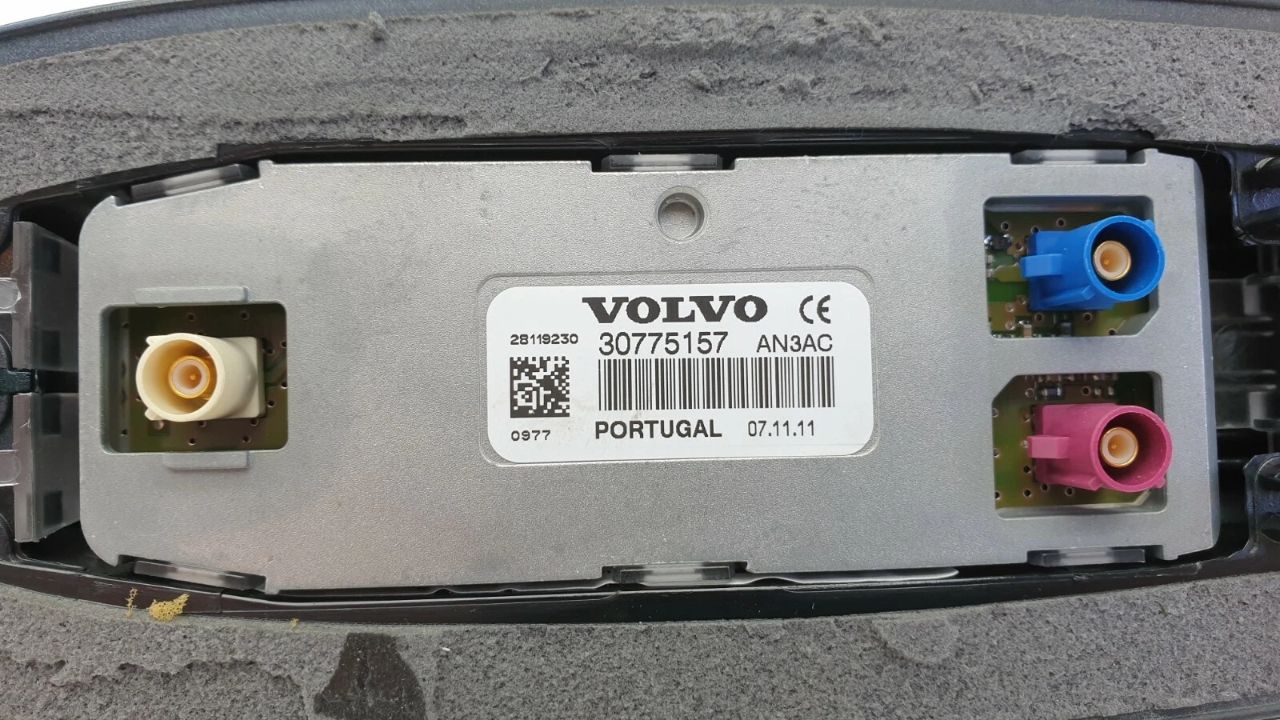 VOLVO CE
28119230 30775157 AN3AC
0977 PORTUGAL 07.11.11